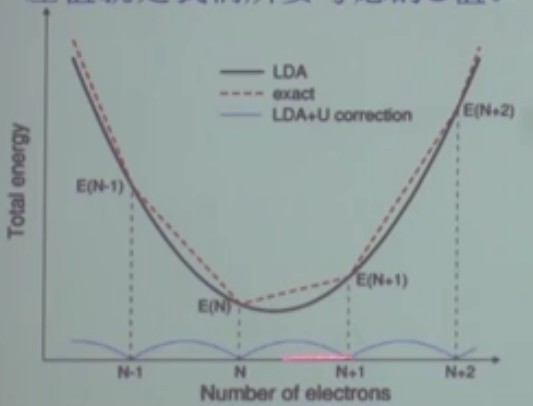 LDA
exact
LDA+U correction
E(N+2)
E(N-1)
E(N+1)
E(N)
Total energy
N-1 N N+1 N+2
Number of electrons